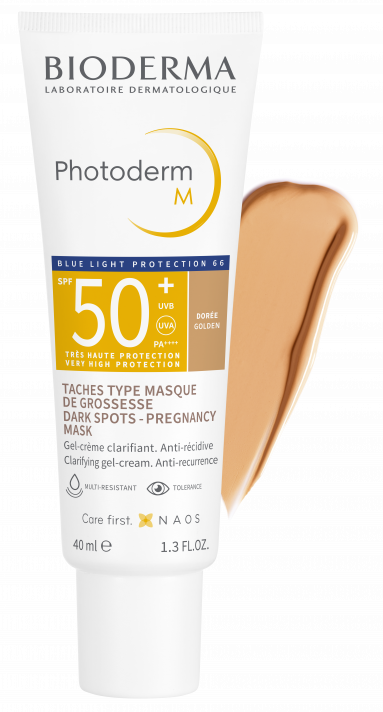 BIODERMA
LABORATOIRE DERMATOLOGIQUE
Photoderm
M
BLUE LIGHT PROTECTION 66
SPF
50+
UVB
UVA
PA++++
TRÈS HAUTE PROTECTION
VERY HIGH PROTECTION
DORÉE
GOLDEN
TACHES TYPE MASQUE
DE GROSSESSE
DARK SPOTS - PREGNANCY
MASK
Gel-crème clarifiant. Anti-récidive
Clarifying gel-cream. Anti-recurrence
MULTI-RESISTANT
TOLERANCE
Care first.
NAOS
40 ml ℮
1.3 FL.OZ.